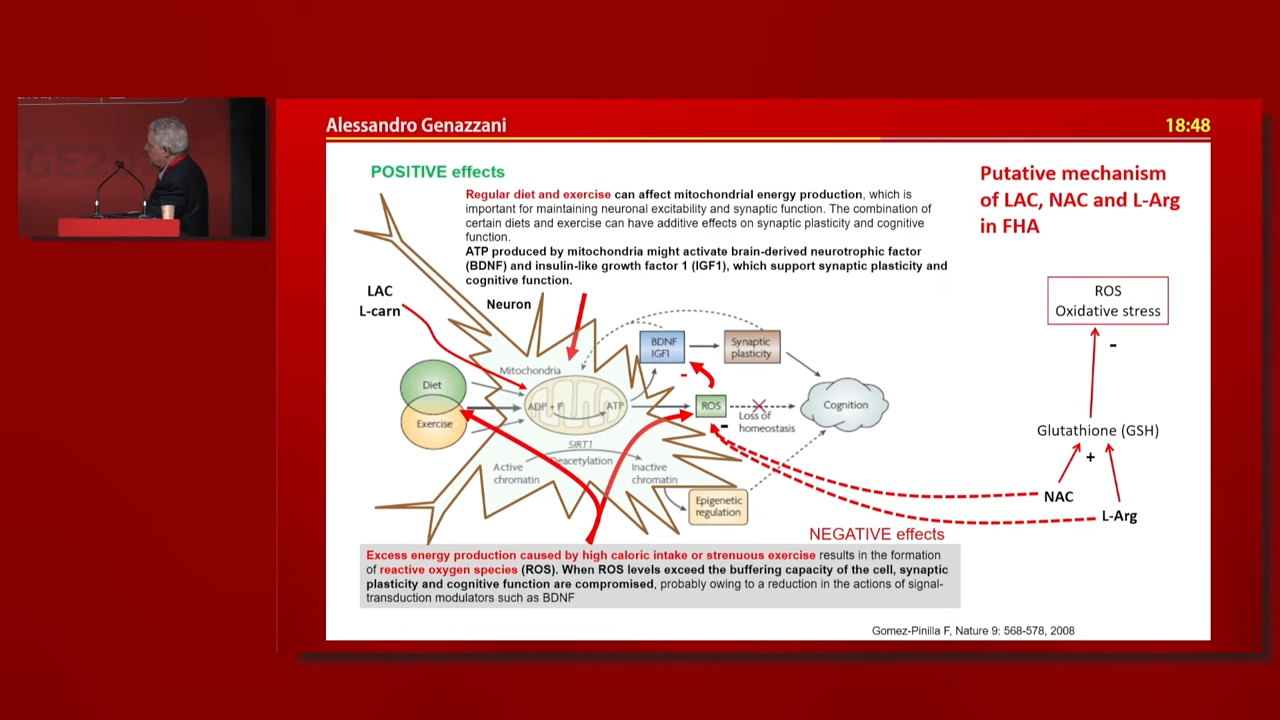 Alessandro Genazzani
18:48
POSITIVE effects
Regular diet and exercise can affect mitochondrial energy production, which is
important for maintaining neuronal excitability and synaptic function. The combination of
certain diets and exercise can have additive effects on synaptic plasticity and cognitive
function.
ATP produced by mitochondria might activate brain-derived neurotrophic factor
(BDNF) and insulin-like growth factor 1 (IGF1), which support synaptic plasticity and
cognitive function.
Putative mechanism
of LAC, NAC and L-Arg
in FHA
LAC
L-carn
Neuron
Mitochondria
Diet
Exercise
ADP + P
ATP
SIRT1
Deacetylation
Active
chromatin
Inactive
chromatin
BDNF
IGF1
Synaptic
plasticity
-
ROS
-
Loss of
homeostasis
Cognition
Epigenetic
regulation
ROS
Oxidative stress
-
Glutathione (GSH)
+
NAC
L-Arg
NEGATIVE effects
Excess energy production caused by high caloric intake or strenuous exercise results in the formation
of reactive oxygen species (ROS). When ROS levels exceed the buffering capacity of the cell, synaptic
plasticity and cognitive function are compromised, probably owing to a reduction in the actions of signal-
transduction modulators such as BDNF
Gomez-Pinilla F, Nature 9: 568-578, 2008